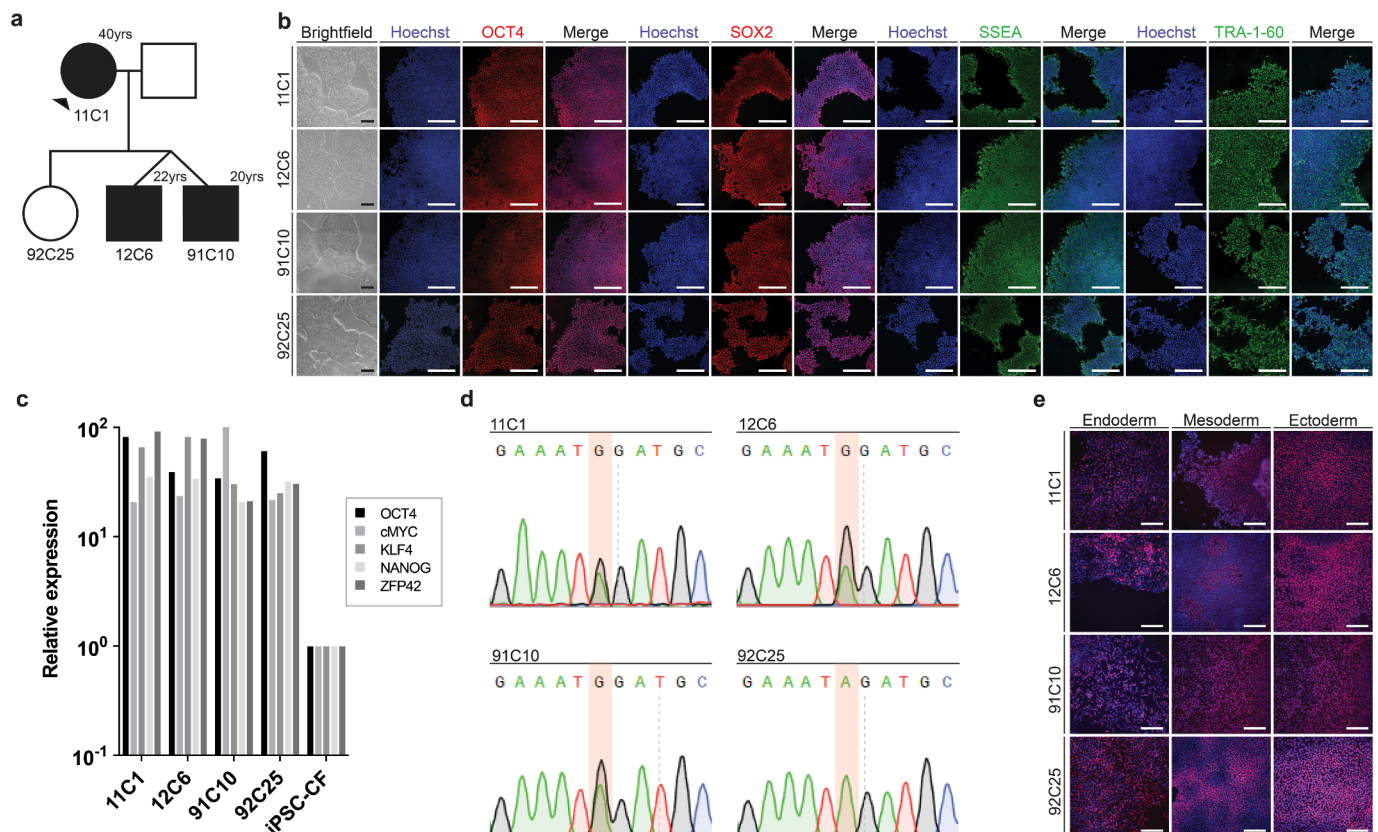 a
40yrs
11C1
22yrs
20yrs
92C25
12C6
91C10
b
Brightfield Hoechst OCT4 Merge Hoechst SOX2 Merge Hoechst SSEA Merge Hoechst TRA-1-60 Merge
11C1
12C6
91C10
92C25
c
10²
10¹
10⁰
10⁻¹
Relative expression
OCT4
cMYC
KLF4
NANOG
ZFP42
11C1 12C6 91C10 92C25 iPSC-CF
d
11C1
G A A A T G G A T G C
12C6
G A A A T G G A T G C
91C10
G A A A T G G A T G C
92C25
G A A A T A G A T G C
e
Endoderm Mesoderm Ectoderm
11C1
12C6
91C10
92C25